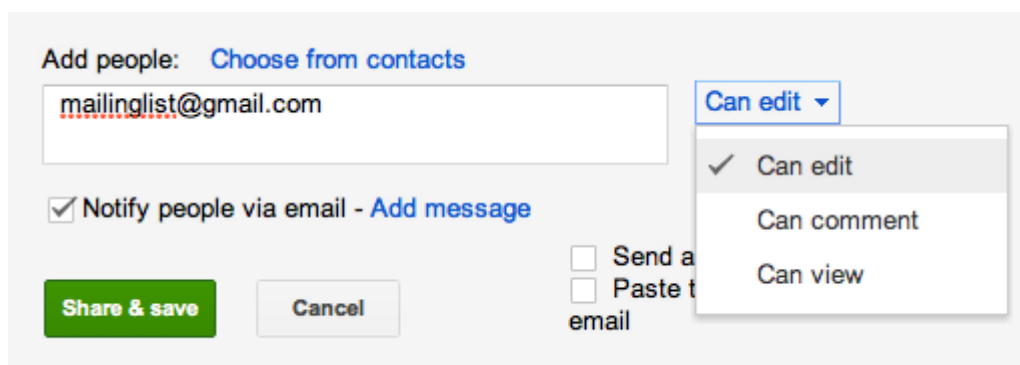 Add people: Choose from contacts
mailinglist@gmail.com
Can edit
Can edit
Can comment
Can view
Notify people via email - Add message
Send a
Paste t
email
Share & save
Cancel